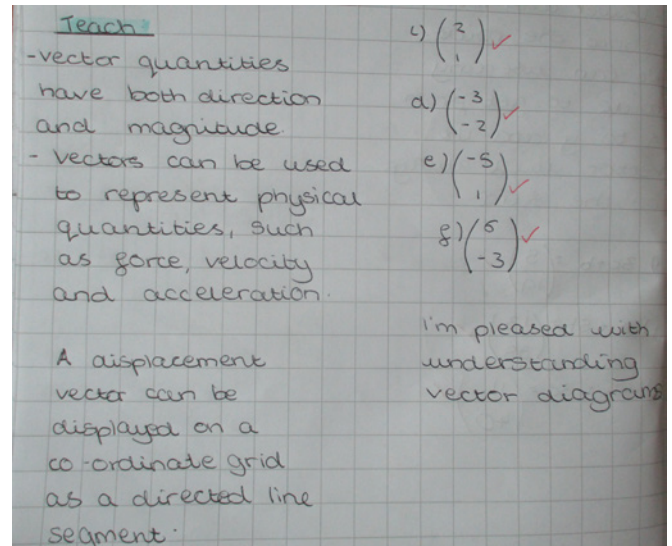 Teach
- vector quantities
have both direction
and magnitude.
- vectors can be used
to represent physical
quantities, such
as force, velocity
and acceleration.
A displacement
vector can be
displayed on a
co-ordinate grid
as a directed line
segment.
c) (2
1) ✓
d) (-3
-2) ✓
e) (-5
1) ✓
f) (5
-3) ✓
I'm pleased with
understanding
vector diagrams